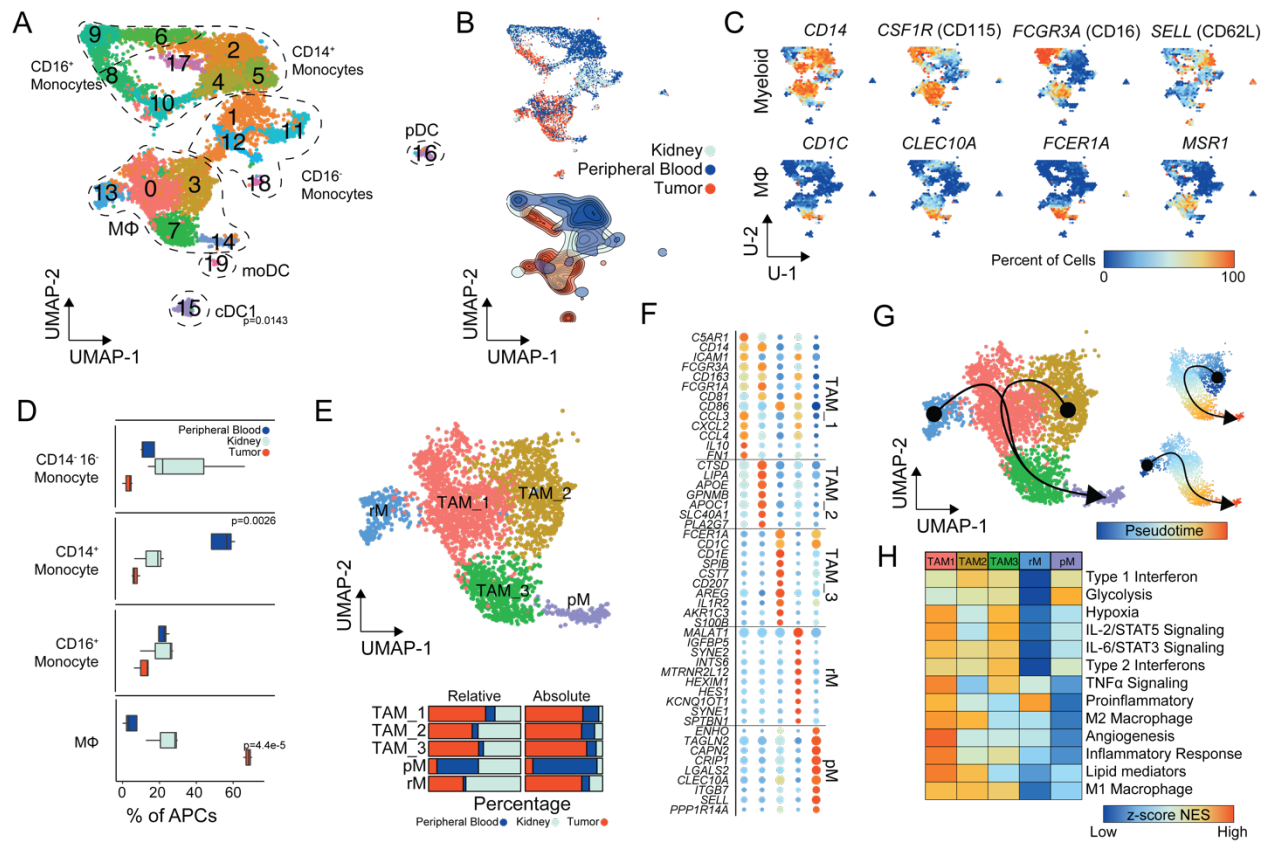 A
9
6
2
17
CD14+
Monocytes
CD16+
Monocytes
8
4
5
10
1
11
12
pDC
16
CD16-
Monocytes
18
13
0
3
MΦ
7
14
19
moDC
15
cDC1
p=0.0143
UMAP-2
UMAP-1
B
Kidney
Peripheral Blood
Tumor
UMAP-2
UMAP-1
C
CD14
CSF1R (CD115)
FCGR3A (CD16)
SELL (CD62L)
Myeloid
CD1C
CLEC10A
FCER1A
MSR1
MΦ
U-2
U-1
Percent of Cells
0
100
D
Peripheral Blood
Kidney
Tumor
CD14- 16-
Monocyte
p=0.0026
CD14+
Monocyte
CD16+
Monocyte
MΦ
p=4.4e-5
0
20
40
60
% of APCs
E
rM
TAM_1
TAM_2
TAM_3
pM
UMAP-2
UMAP-1
Relative
Absolute
TAM_1
TAM_2
TAM_3
pM
rM
Percentage
Peripheral Blood
Kidney
Tumor
F
C5AR1
CD14
ICAM1
FCGR3A
CD163
FCGR1A
CD81
CD86
CCL3
CXCL2
CCL4
IL10
FN1
TAM_1
CTSD
LIPA
APOE
GPNMB
APOC1
SLC40A1
PLA2G7
TAM_2
FCER1A
CD1C
CD1E
SPIB
CST7
CD207
AREG
IL1R2
AKR1C3
S100B
TAM_3
MALAT1
IGFBP5
SYNE2
INTS6
MTRNR2L12
HEXIM1
HES1
KCNQ1OT1
SYNE1
SPTBN1
rM
ENHO
TAGLN2
CAPN2
CRIP1
LGALS2
CLEC10A
ITGB7
SELL
PPP1R14A
pM
G
UMAP-2
UMAP-1
Pseudotime
H
TAM1
TAM2
TAM3
rM
pM
Type 1 Interferon
Glycolysis
Hypoxia
IL-2/STAT5 Signaling
IL-6/STAT3 Signaling
Type 2 Interferons
TNFα Signaling
Proinflammatory
M2 Macrophage
Angiogenesis
Inflammatory Response
Lipid mediators
M1 Macrophage
z-score NES
Low
High